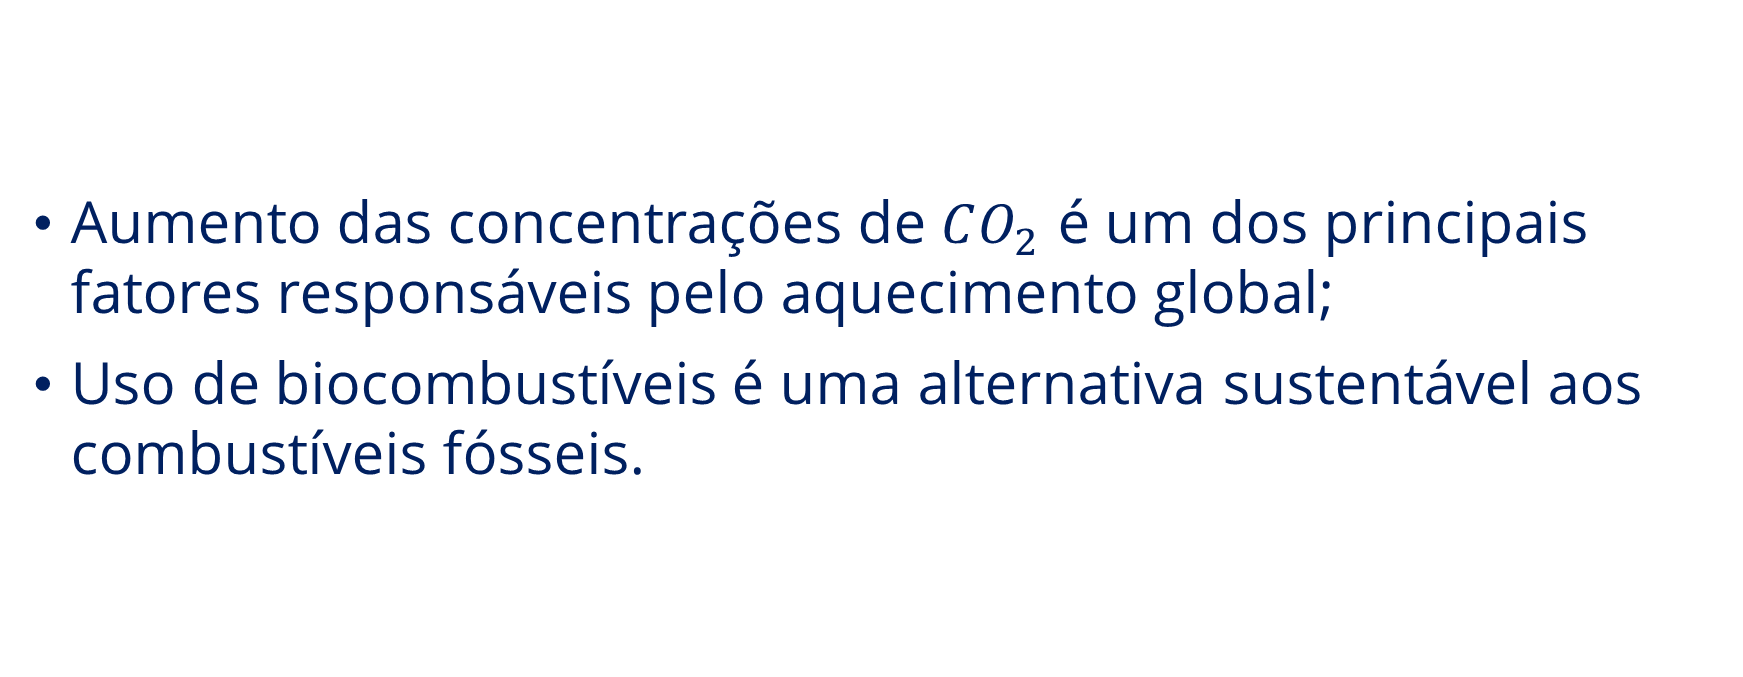 • Aumento das concentrações de CO₂ é um dos principais
fatores responsáveis pelo aquecimento global;
• Uso de biocombustíveis é uma alternativa sustentável aos
combustíveis fósseis.